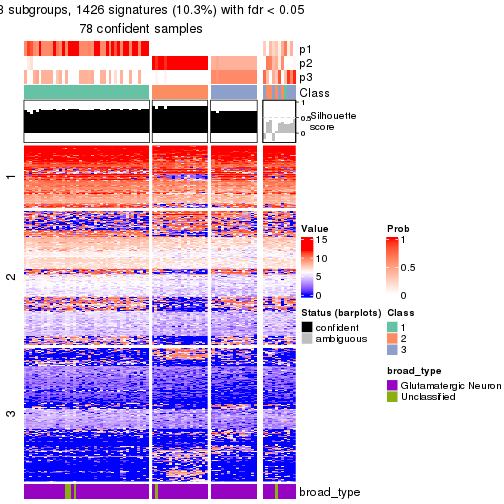 3 subgroups, 1426 signatures (10.3%) with fdr < 0.05
78 confident samples
p1
p2
p3
Class
1
0.5
0
Silhouette
score
1
2
3
Value
15
10
5
0
Prob
1
0.5
0
Status (barplots)
confident
ambiguous
Class
1
2
3
broad_type
Glutamatergic Neuron
Unclassified
broad_type